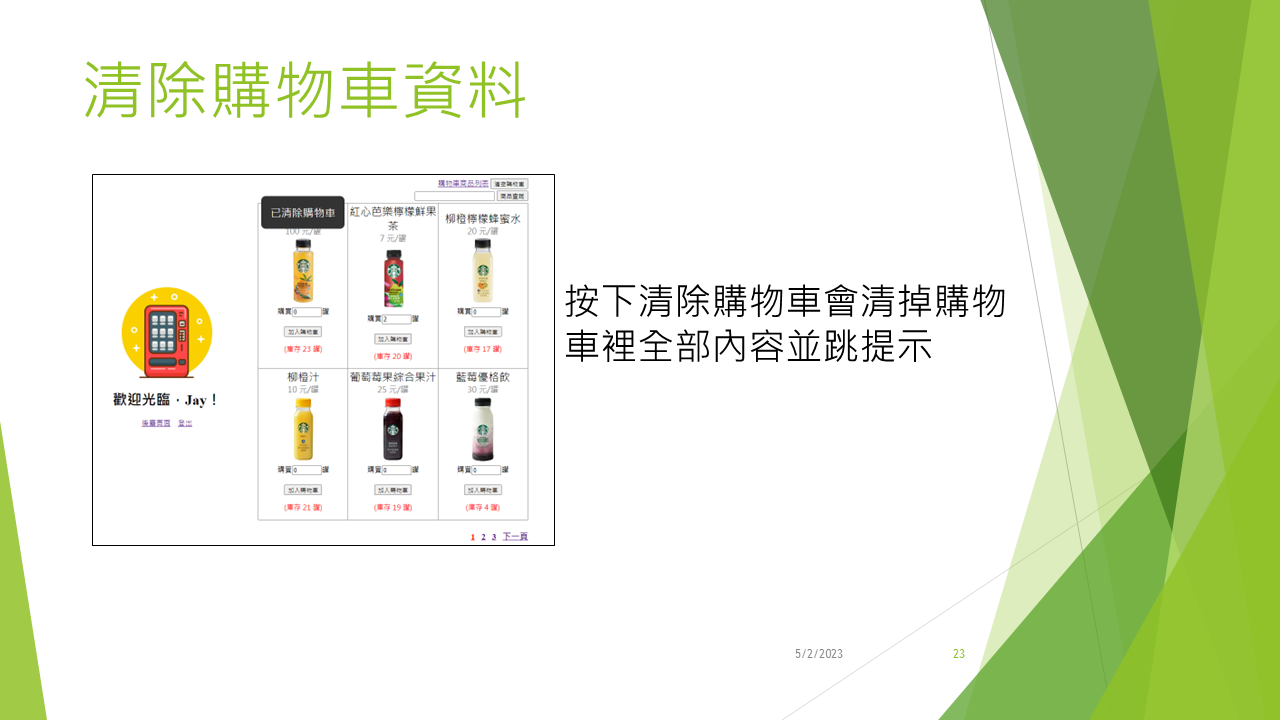 清除購物車資料
購物車商品列表 清空購物車
商品查詢
已清除購物車
100 元/罐
購買 0 罐
加入購物車
(庫存 23 罐)
紅心芭樂檸檬鮮果
茶
7 元/罐
購買 2 罐
加入購物車
(庫存 20 罐)
柳橙檸檬蜂蜜水
20 元/罐
購買 0 罐
加入購物車
(庫存 17 罐)
歡迎光臨，Jay！
後臺頁面 登出
柳橙汁
10 元/罐
購買 0 罐
加入購物車
(庫存 21 罐)
葡萄莓果綜合果汁
25 元/罐
購買 0 罐
加入購物車
(庫存 19 罐)
藍莓優格飲
30 元/罐
購買 0 罐
加入購物車
(庫存 4 罐)
1 2 3 下一頁
按下清除購物車會清掉購物
車裡全部內容並跳提示
5/2/2023
23